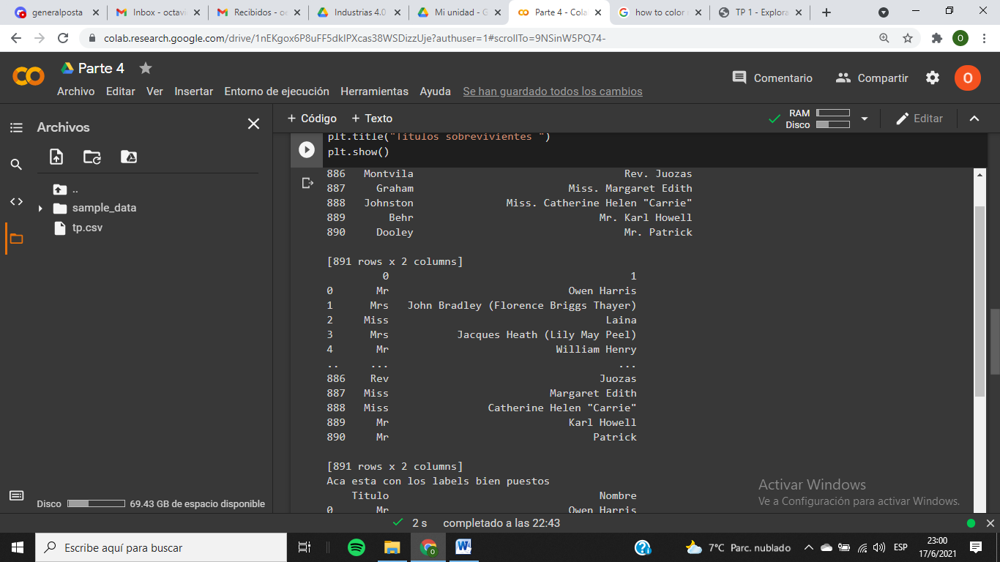 generalposta
Inbox - octavi
Recibidos - oc
Industrias 4.0
Mi unidad - G
Parte 4 - Cola
how to color
TP 1 - Explora
colab.research.google.com/drive/1nEKgox6P8uFF5dkIPXcas38WSDizzUje?authuser=1#scrollTo=9NSinW5PQ74-
O
Parte 4
Comentario
Compartir
O
Archivo Editar Ver Insertar Entorno de ejecución Herramientas Ayuda Se han guardado todos los cambios
Archivos
+ Código + Texto
RAM
Disco
Editar
plt.title("Titulos sobrevivientes ")
plt.show()
..
sample_data
tp.csv
886 Montvila Rev. Juozas
887 Graham Miss. Margaret Edith
888 Johnston Miss. Catherine Helen "Carrie"
889 Behr Mr. Karl Howell
890 Dooley Mr. Patrick
[891 rows x 2 columns]
0 1
0 Mr Owen Harris
1 Mrs John Bradley (Florence Briggs Thayer)
2 Miss Laina
3 Mrs Jacques Heath (Lily May Peel)
4 Mr William Henry
.. ... ...
886 Rev Juozas
887 Miss Margaret Edith
888 Miss Catherine Helen "Carrie"
889 Mr Karl Howell
890 Mr Patrick
[891 rows x 2 columns]
Aca esta con los labels bien puestos
Titulo Nombre
0 Mr Owen Harris
Activar Windows
Ve a Configuración para activar Windows.
Disco 69.43 GB de espacio disponible
2 s completado a las 22:43
Escribe aquí para buscar
7°C Parc. nublado
ESP
23:00
17/6/2021